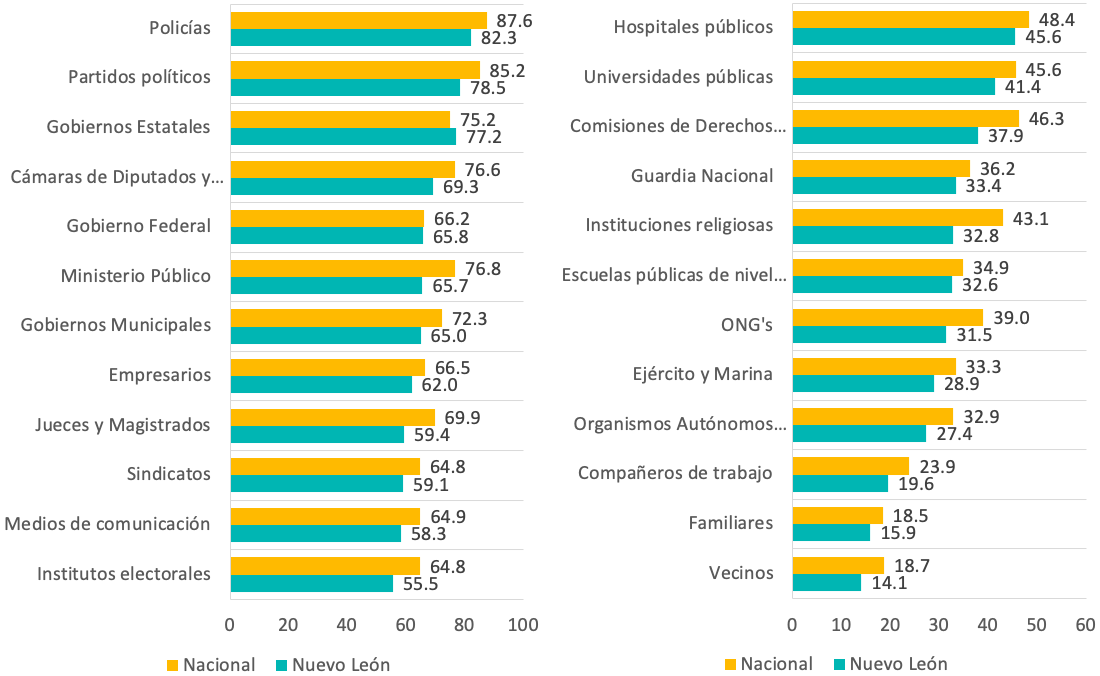 Policías 87.6
82.3
Partidos políticos 85.2
78.5
Gobiernos Estatales 75.2
77.2
Cámaras de Diputados y... 76.6
69.3
Gobierno Federal 66.2
65.8
Ministerio Público 76.8
65.7
Gobiernos Municipales 72.3
65.0
Empresarios 66.5
62.0
Jueces y Magistrados 69.9
59.4
Sindicatos 64.8
59.1
Medios de comunicación 64.9
58.3
Institutos electorales 64.8
55.5
0 20 40 60 80 100
Nacional Nuevo León
Hospitales públicos 48.4
45.6
Universidades públicas 45.6
41.4
Comisiones de Derechos... 46.3
37.9
Guardia Nacional 36.2
33.4
Instituciones religiosas 43.1
32.8
Escuelas públicas de nivel... 34.9
32.6
ONG's 39.0
31.5
Ejército y Marina 33.3
28.9
Organismos Autónomos... 32.9
27.4
Compañeros de trabajo 23.9
19.6
Familiares 18.5
15.9
Vecinos 18.7
14.1
0 10 20 30 40 50 60
Nacional Nuevo León